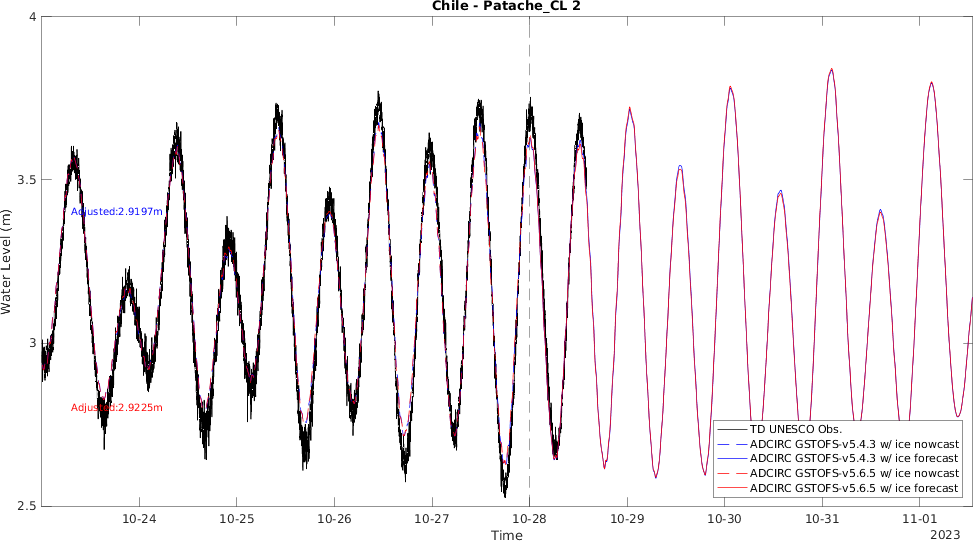 Chile - Patache_CL 2
4
3.5
3
2.5
Water Level (m)
Adjusted:2.9197m
Adjusted:2.9225m
TD UNESCO Obs.
ADCIRC GSTOFS-v5.4.3 w/ ice nowcast
ADCIRC GSTOFS-v5.4.3 w/ ice forecast
ADCIRC GSTOFS-v5.6.5 w/ ice nowcast
ADCIRC GSTOFS-v5.6.5 w/ ice forecast
10-24 10-25 10-26 10-27 10-28 10-29 10-30 10-31 11-01
Time
2023